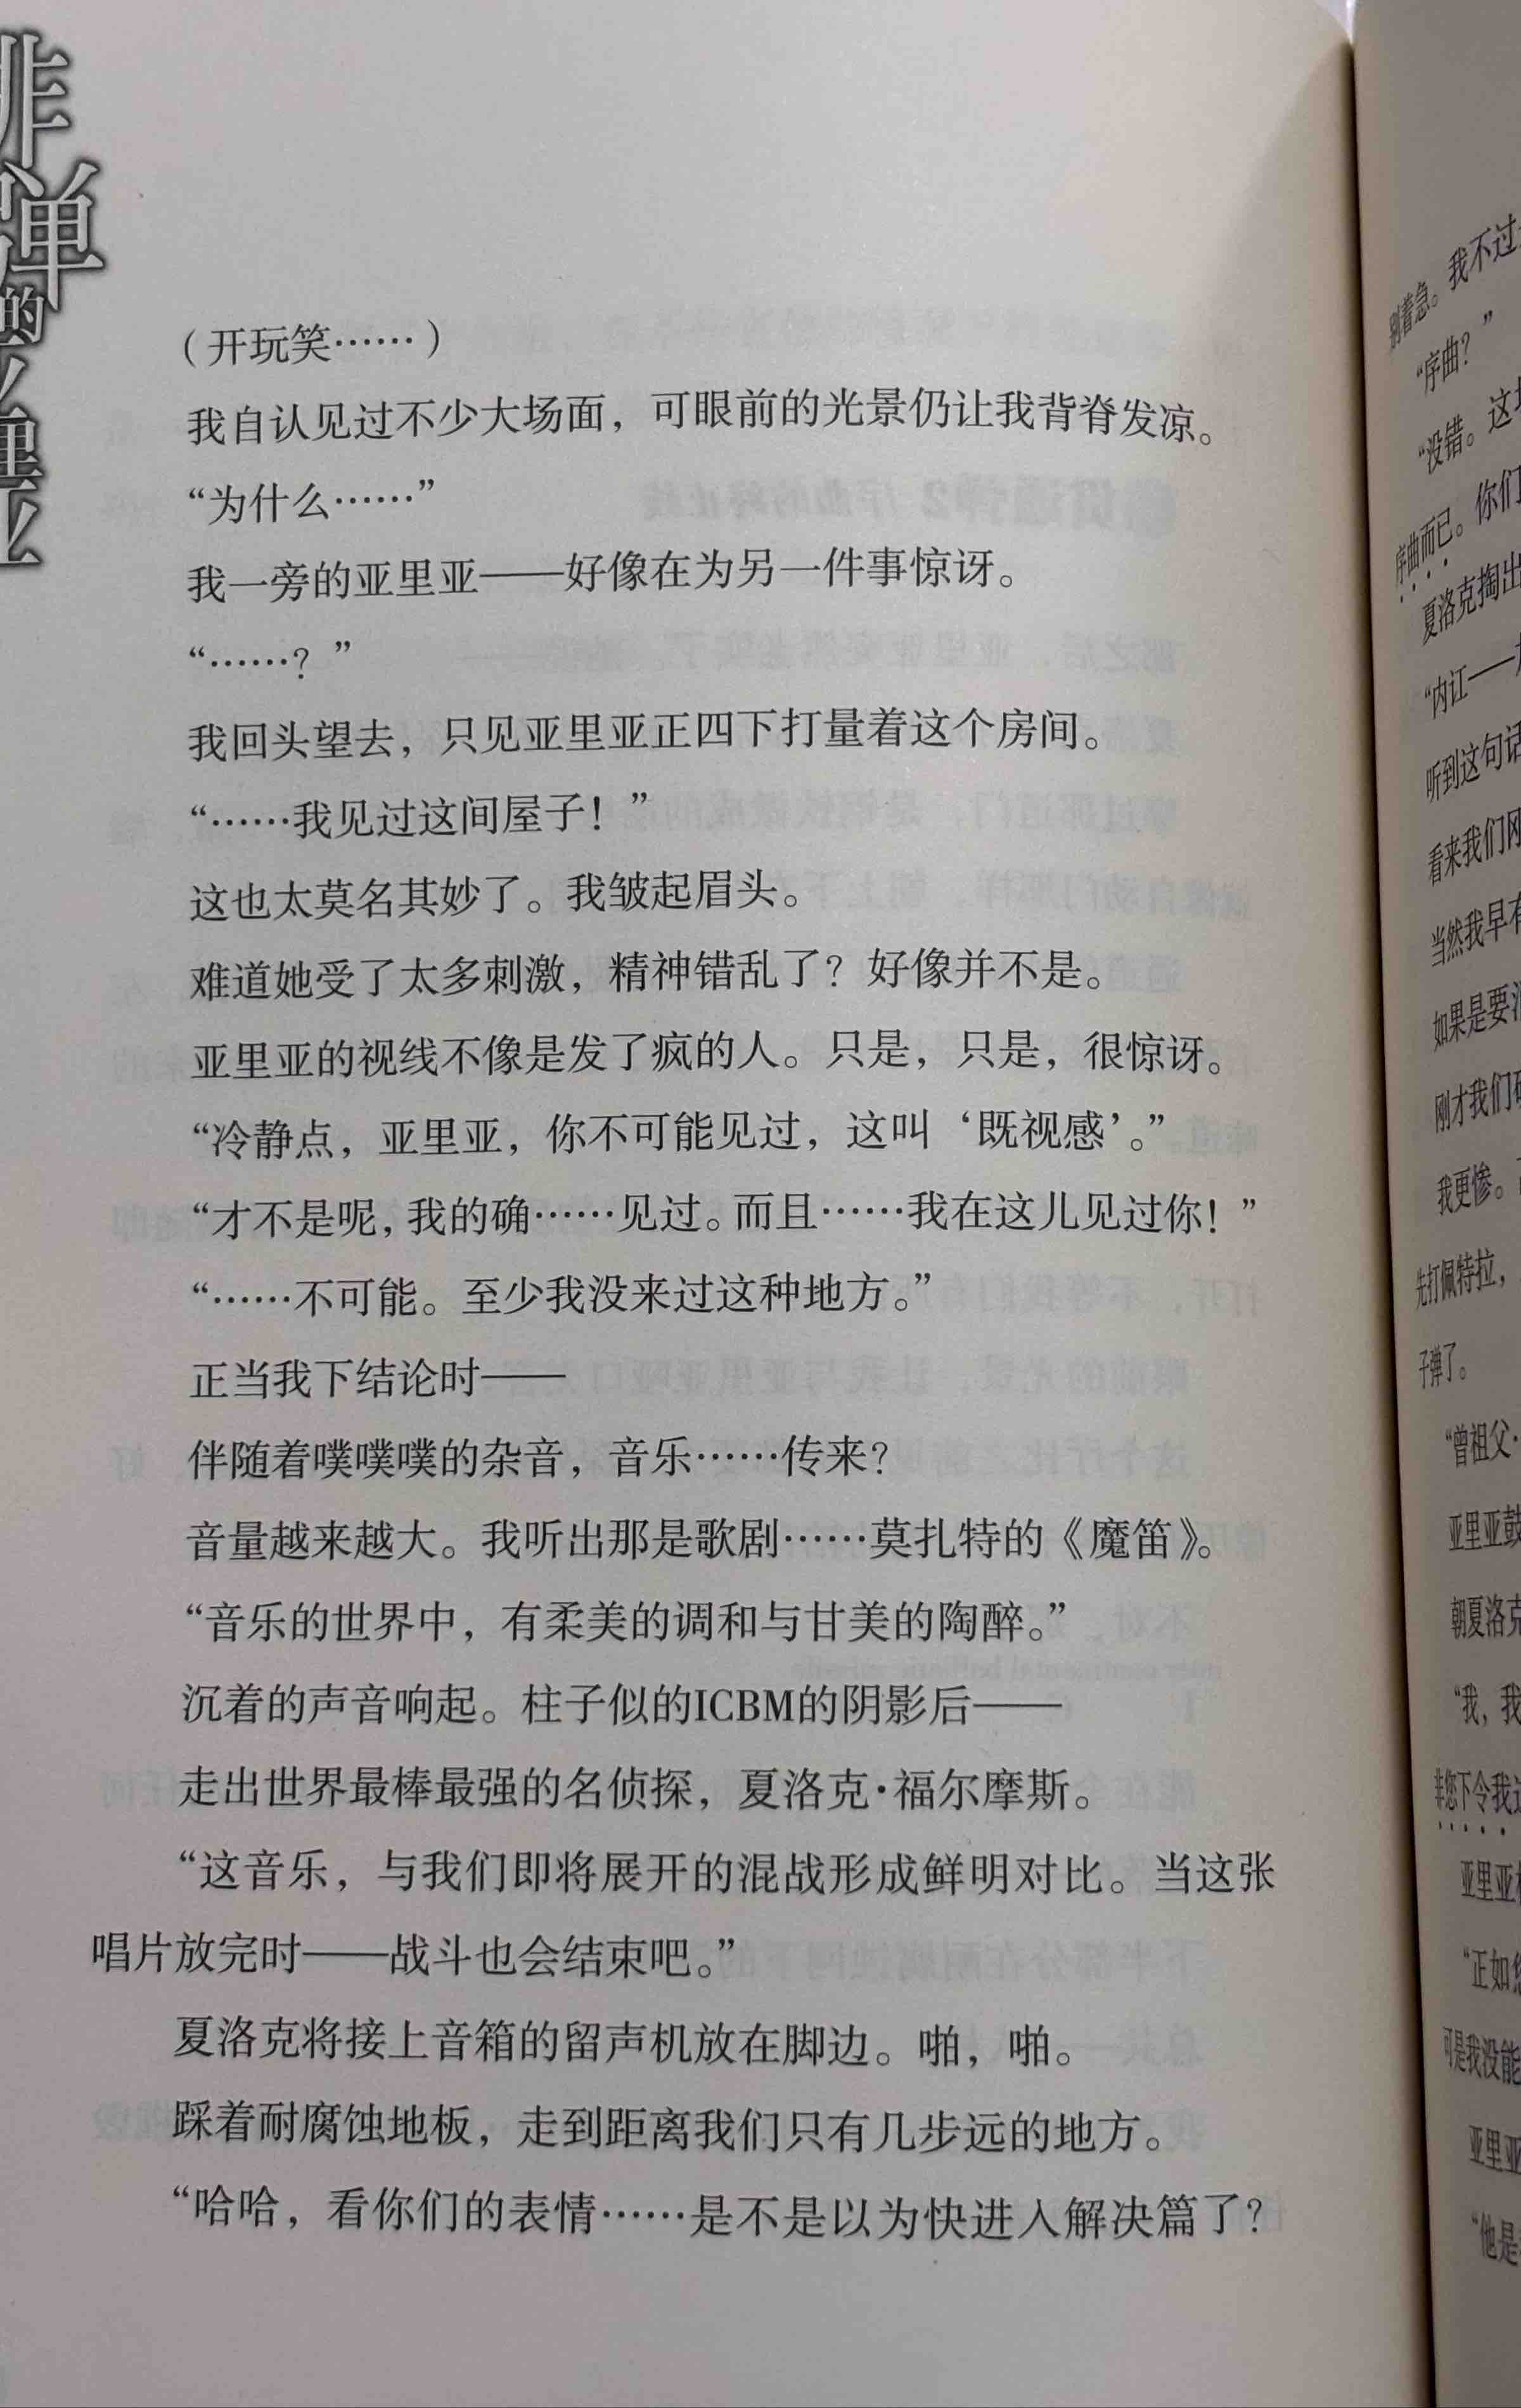 （开玩笑……）
我自认见过不少大场面，可眼前的光景仍让我背脊发凉。
“为什么……”
我一旁的亚里亚——好像在为另一件事惊讶。
“……？”
我回头望去，只见亚里亚正四下打量着这个房间。
“……我见过这间屋子！”
这也太莫名其妙了。我皱起眉头。
难道她受了太多刺激，精神错乱了？好像并不是。
亚里亚的视线不像是发了疯的人。只是，只是，很惊讶。
“冷静点，亚里亚，你不可能见过，这叫‘既视感’。”
“才不是呢，我的确……见过。而且……我在这儿见过你！”
“……不可能。至少我没来过这种地方。”
正当我下结论时——
伴随着噗噗噗的杂音，音乐……传来？
音量越来越大。我听出那是歌剧……莫扎特的《魔笛》。
“音乐的世界中，有柔美的调和与甘美的陶醉。”
沉着的声音响起。柱子似的ICBM的阴影后——
走出世界最棒最强的名侦探，夏洛克·福尔摩斯。
“这音乐，与我们即将展开的混战形成鲜明对比。当这张
唱片放完时——战斗也会结束吧。”
夏洛克将接上音箱的留声机放在脚边。啪，啪。
踩着耐腐蚀地板，走到距离我们只有几步远的地方。
“哈哈，看你们的表情……是不是以为快进入解决篇了？
别着急。我不过
“序曲？”
“没错。这
序曲而已。你们
夏洛克掏出
“内讧——
听到这句话
看来我们刚
当然我早有
如果是要
刚才我们
我更惨。
先打佩特拉，
子弹了。
“曾祖父·
亚里亚鼓
朝夏洛克
“我，我
非您下令我
亚里亚
“正如您
可是我没能
亚里亚
“他是